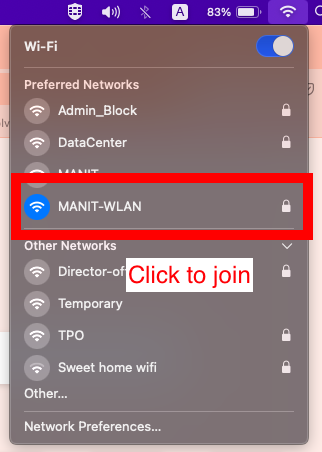 A 83%
Wi-Fi
Preferred Networks
Admin_Block
DataCenter
MANIT
MANIT-WLAN
Other Networks
Director-of
Click to join
Temporary
TPO
Sweet home wifi
Other...
Network Preferences...